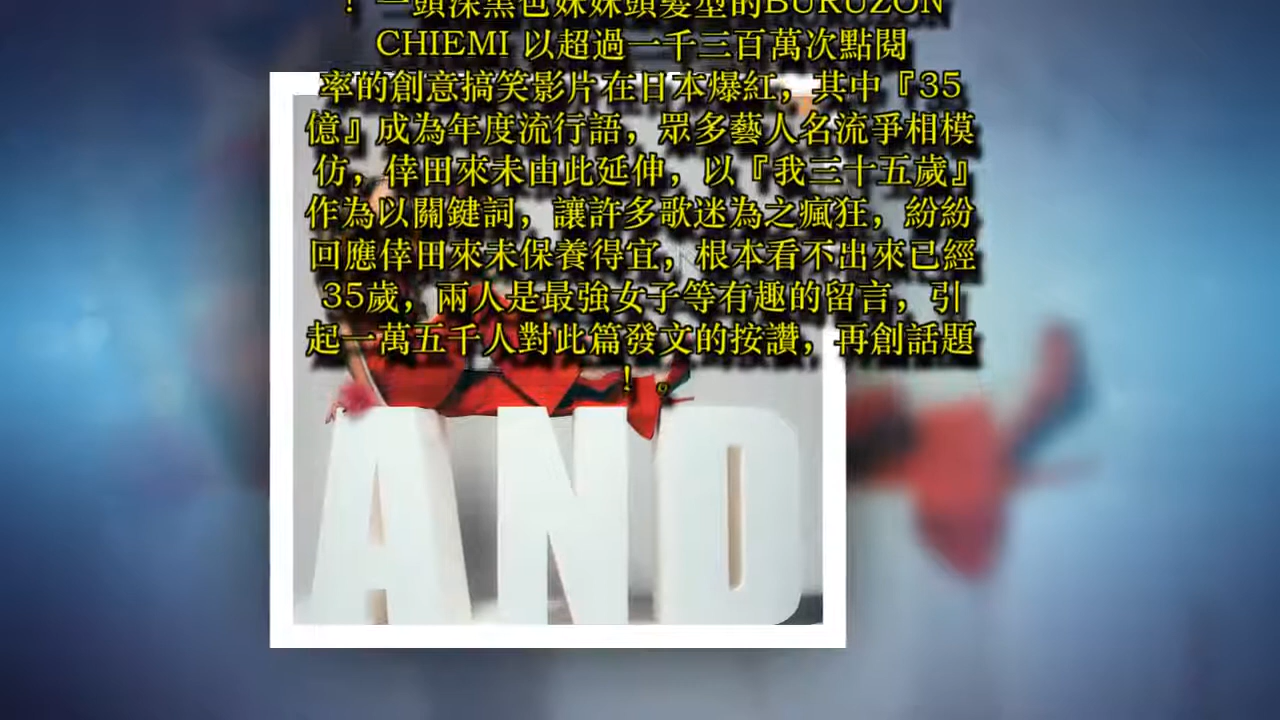 ！一頭深黑色妹妹頭髮型的BURUZON
CHIEMI 以超過一千三百萬次點閱
率的創意搞笑影片在日本爆紅，其中『35
億』成為年度流行語，眾多藝人名流爭相模
仿，倖田來未由此延伸，以『我三十五歲』
作為以關鍵詞，讓許多歌迷為之瘋狂，紛紛
回應倖田來未保養得宜，根本看不出來已經
35歲，兩人是最強女子等有趣的留言，引
起一萬五千人對此篇發文的按讚，再創話題
！。
AND